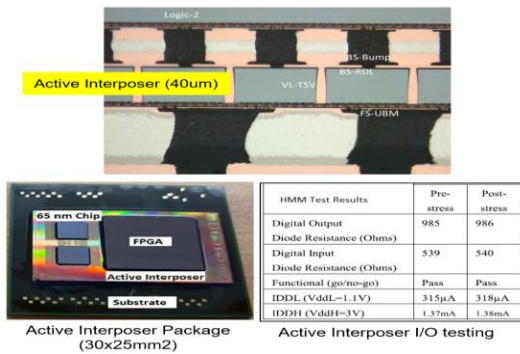 Logic-2
BS-Bump
BS-RDL
Active Interposer (40um)
VL-TSV
FS-UBM
65 nm Chip
FPGA
Active Interposer
Substrate
Active Interposer Package
(30x25mm2)
HMM Test Results Pre-stress Post-stress
Digital Output Diode Resistance (Ohms) 985 986
Digital Input Diode Resistance (Ohms) 539 540
Functional (go/no-go) Pass Pass
IDDL (VddL=1.1V) 315µA 318µA
IDDH (VddH=3V) 1.37mA 1.38mA
Active Interposer I/O testing